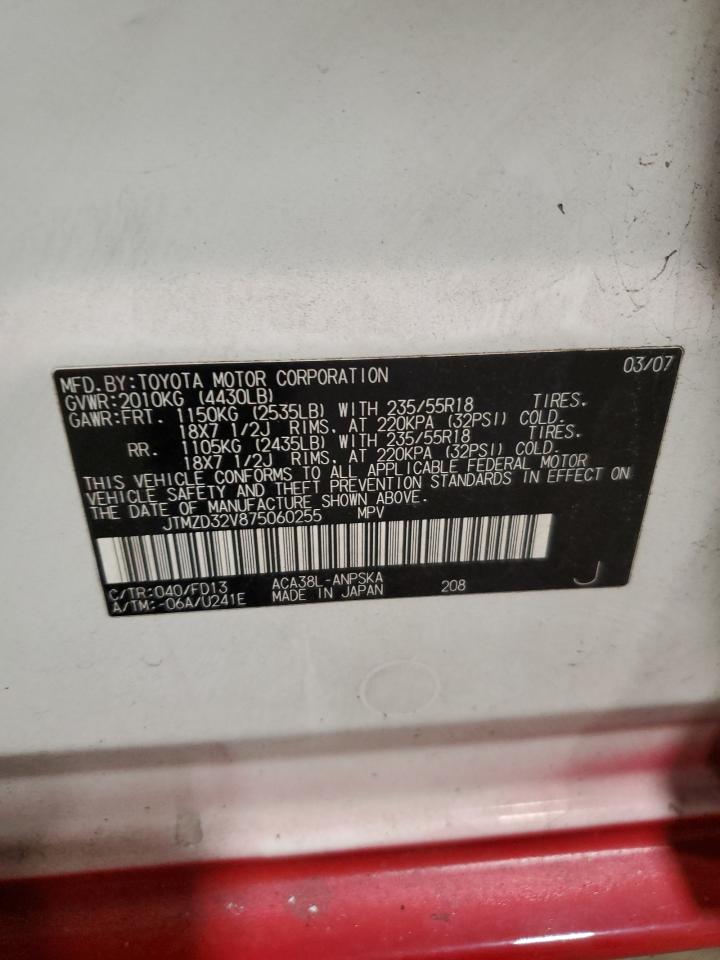 03/07
MFD.BY:TOYOTA MOTOR CORPORATION
GVWR:2010KG (4430LB)
GAWR:FRT. 1150KG (2535LB) WITH 235/55R18 TIRES.
18X7 1/2J RIMS. AT 220KPA (32PSI) COLD.
RR. 1105KG (2435LB) WITH 235/55R18 TIRES.
18X7 1/2J RIMS. AT 220KPA (32PSI) COLD.
THIS VEHICLE CONFORMS TO ALL APPLICABLE FEDERAL MOTOR
VEHICLE SAFETY AND THEFT PREVENTION STANDARDS IN EFFECT ON
THE DATE OF MANUFACTURE SHOWN ABOVE.
JTMZD32V875060255 MPV
C/TR:040/FD13 ACA38L-ANPSKA 208 J
A/TM:-06A/U241E MADE IN JAPAN